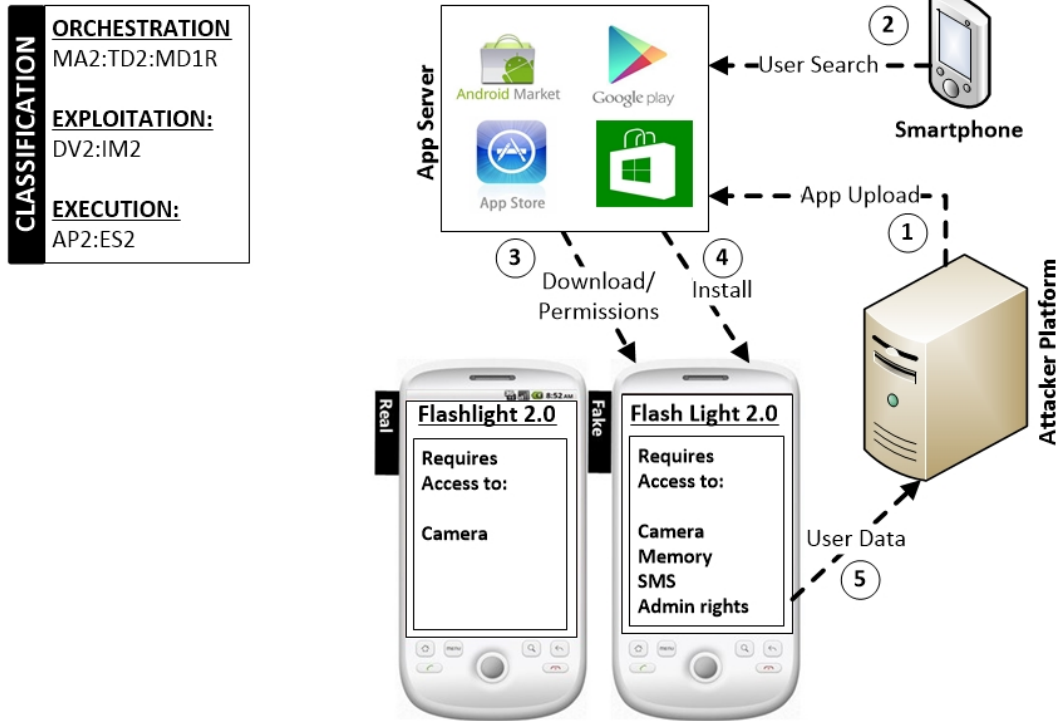 CLASSIFICATION
ORCHESTRATION
MA2:TD2:MD1R
EXPLOITATION:
DV2:IM2
EXECUTION:
AP2:ES2
App Server
Android Market
Google play
App Store
2
User Search
Smartphone
App Upload
1
Attacker Platform
3
Download/
Permissions
4
Install
Real
8:52 AM
Flashlight 2.0
Requires
Access to:
Camera
menu
Fake
Flash Light 2.0
Requires
Access to:
Camera
Memory
SMS
Admin rights
menu
User Data
5